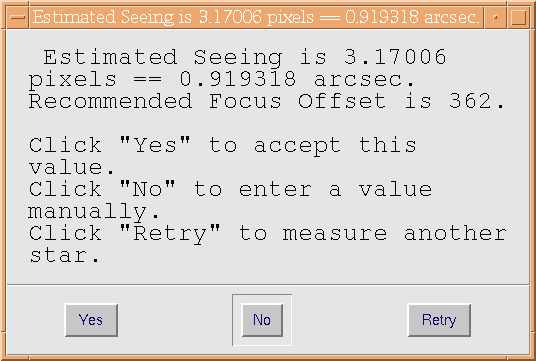 Estimated Seeing is 3.17006 pixels == 0.919318 arcsec.
Estimated Seeing is 3.17006
pixels == 0.919318 arcsec.
Recommended Focus Offset is 362.
Click "Yes" to accept this
value.
Click "No" to enter a value
manually.
Click "Retry" to measure another
star.
Yes No Retry